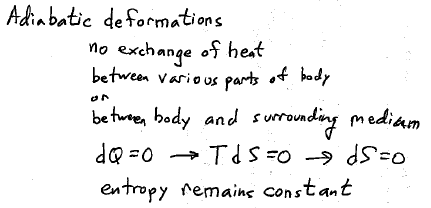 Adiabatic deformations
no exchange of heat
between various parts of body
or
between body and surrounding medium
dQ=0 → TdS=0 → dS=0
entropy remains constant